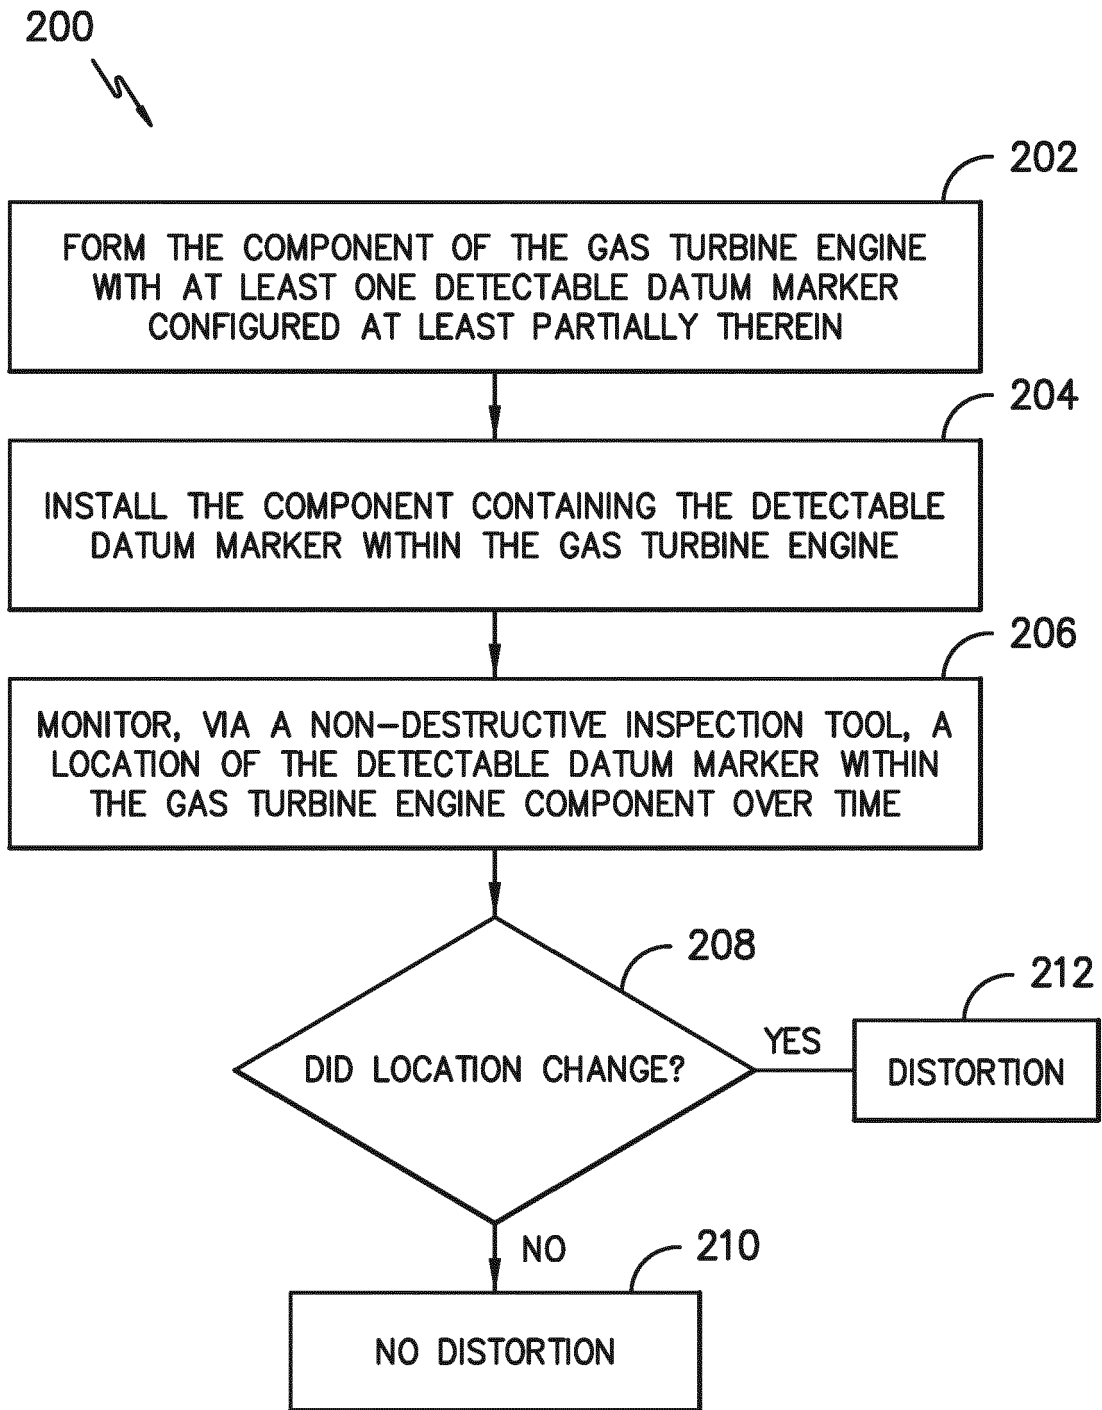 200
202
FORM THE COMPONENT OF THE GAS TURBINE ENGINE
WITH AT LEAST ONE DETECTABLE DATUM MARKER
CONFIGURED AT LEAST PARTIALLY THEREIN
204
INSTALL THE COMPONENT CONTAINING THE DETECTABLE
DATUM MARKER WITHIN THE GAS TURBINE ENGINE
206
MONITOR, VIA A NON-DESTRUCTIVE INSPECTION TOOL, A
LOCATION OF THE DETECTABLE DATUM MARKER WITHIN
THE GAS TURBINE ENGINE COMPONENT OVER TIME
208
DID LOCATION CHANGE?
YES
212
DISTORTION
NO
210
NO DISTORTION